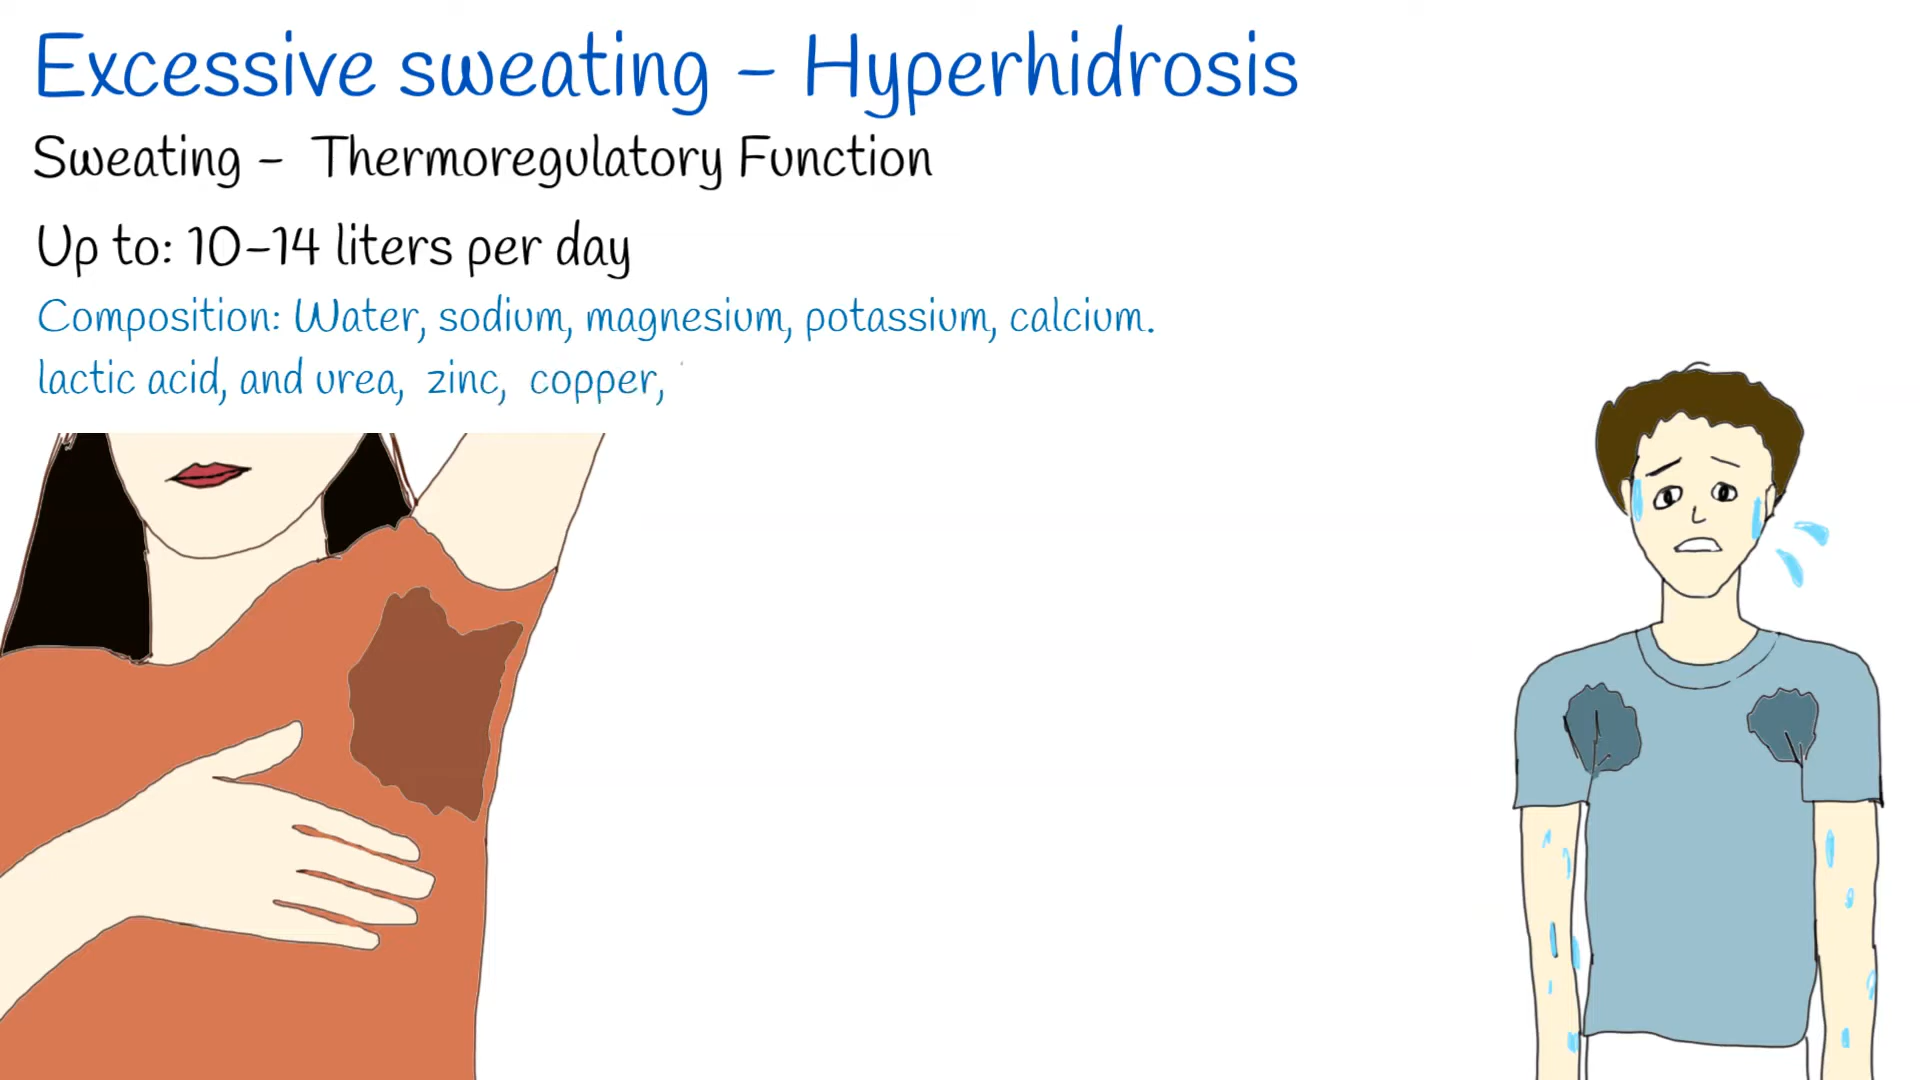 Excessive sweating – Hyperhidrosis
Sweating – Thermoregulatory Function
Up to: 10–14 liters per day
Composition: Water, sodium, magnesium, potassium, calcium.
lactic acid, and urea, zinc, copper,